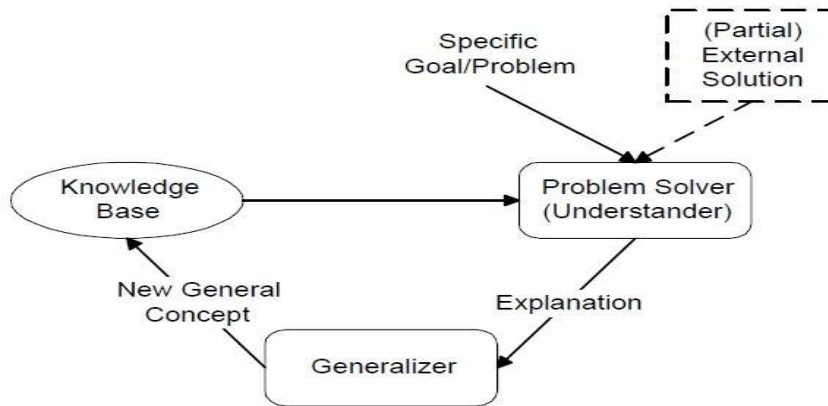 (Partial)
External
Solution
Specific
Goal/Problem
Knowledge
Base
Problem Solver
(Understander)
New General
Concept
Explanation
Generalizer